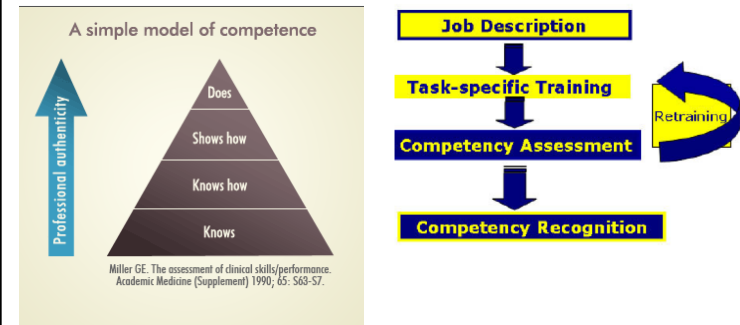 A simple model of competence
Professional authenticity
Does
Shows how
Knows how
Knows
Miller GE. The assessment of clinical skills/performance.
Academic Medicine (Supplement) 1990; 65: S63-S7.
Job Description
Task-specific Training
Retraining
Competency Assessment
Competency Recognition